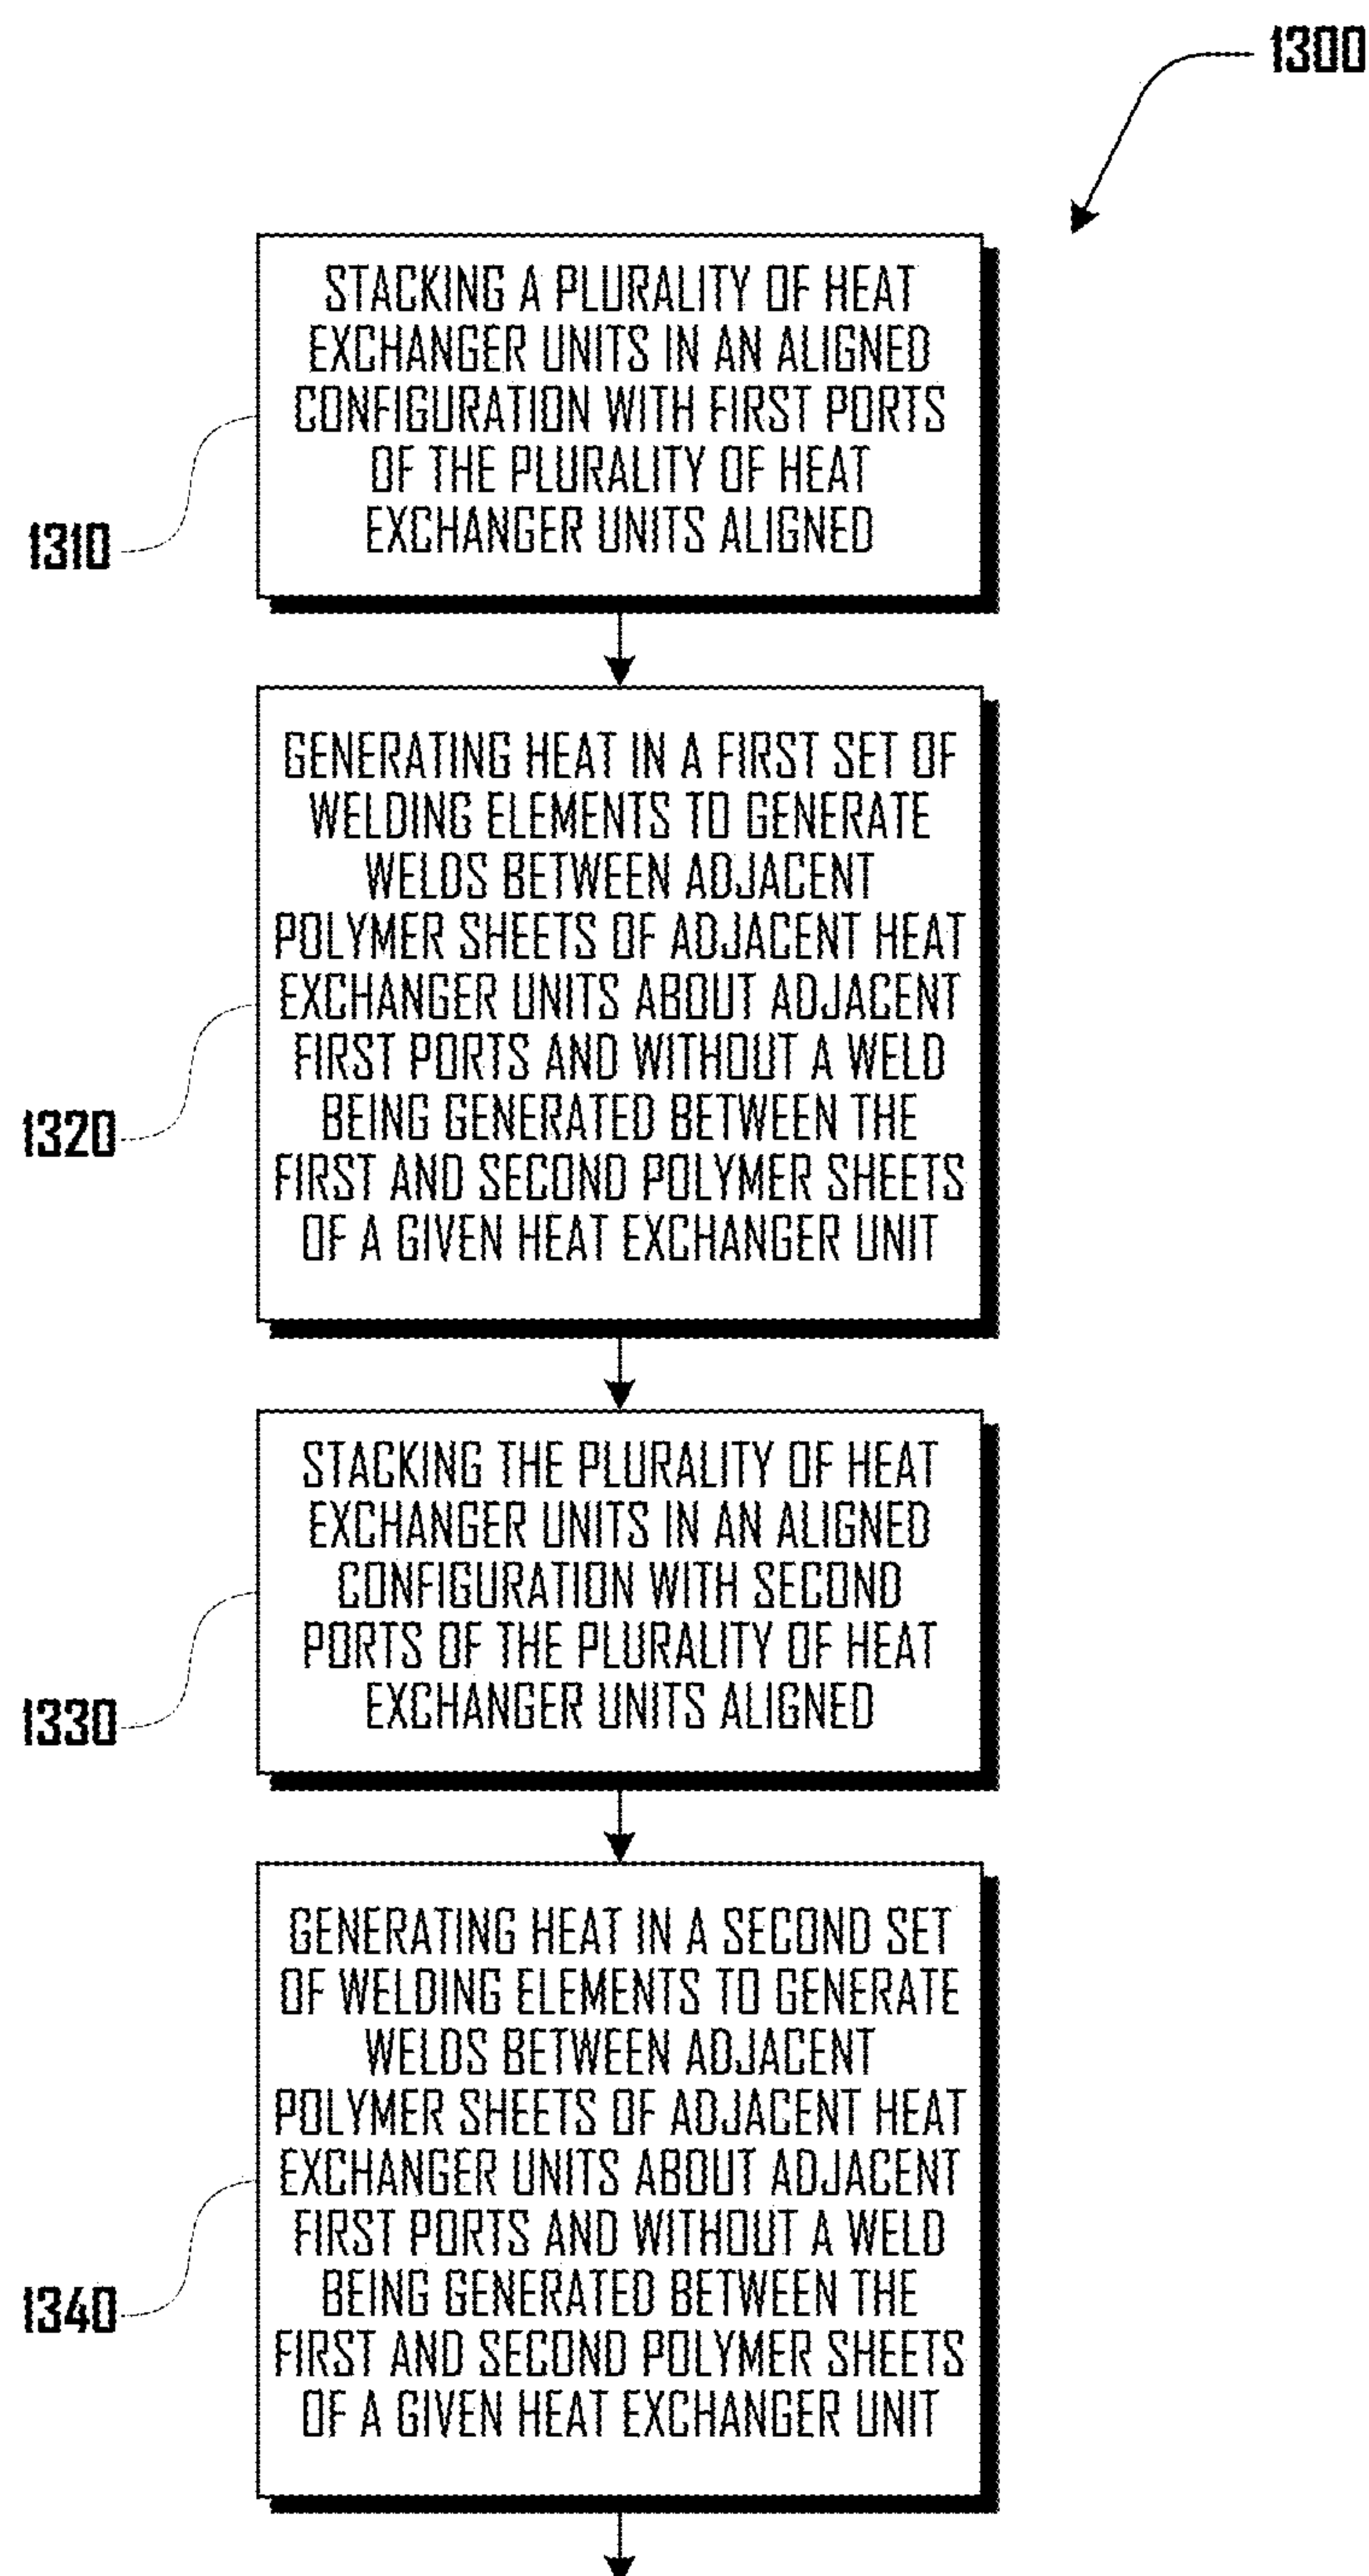 1300
STACKING A PLURALITY OF HEAT
EXCHANGER UNITS IN AN ALIGNED
CONFIGURATION WITH FIRST PORTS
OF THE PLURALITY OF HEAT
EXCHANGER UNITS ALIGNED
1310
GENERATING HEAT IN A FIRST SET OF
WELDING ELEMENTS TO GENERATE
WELDS BETWEEN ADJACENT
POLYMER SHEETS OF ADJACENT HEAT
EXCHANGER UNITS ABOUT ADJACENT
FIRST PORTS AND WITHOUT A WELD
BEING GENERATED BETWEEN THE
FIRST AND SECOND POLYMER SHEETS
OF A GIVEN HEAT EXCHANGER UNIT
1320
STACKING THE PLURALITY OF HEAT
EXCHANGER UNITS IN AN ALIGNED
CONFIGURATION WITH SECOND
PORTS OF THE PLURALITY OF HEAT
EXCHANGER UNITS ALIGNED
1330
GENERATING HEAT IN A SECOND SET
OF WELDING ELEMENTS TO GENERATE
WELDS BETWEEN ADJACENT
POLYMER SHEETS OF ADJACENT HEAT
EXCHANGER UNITS ABOUT ADJACENT
FIRST PORTS AND WITHOUT A WELD
BEING GENERATED BETWEEN THE
FIRST AND SECOND POLYMER SHEETS
OF A GIVEN HEAT EXCHANGER UNIT
1340